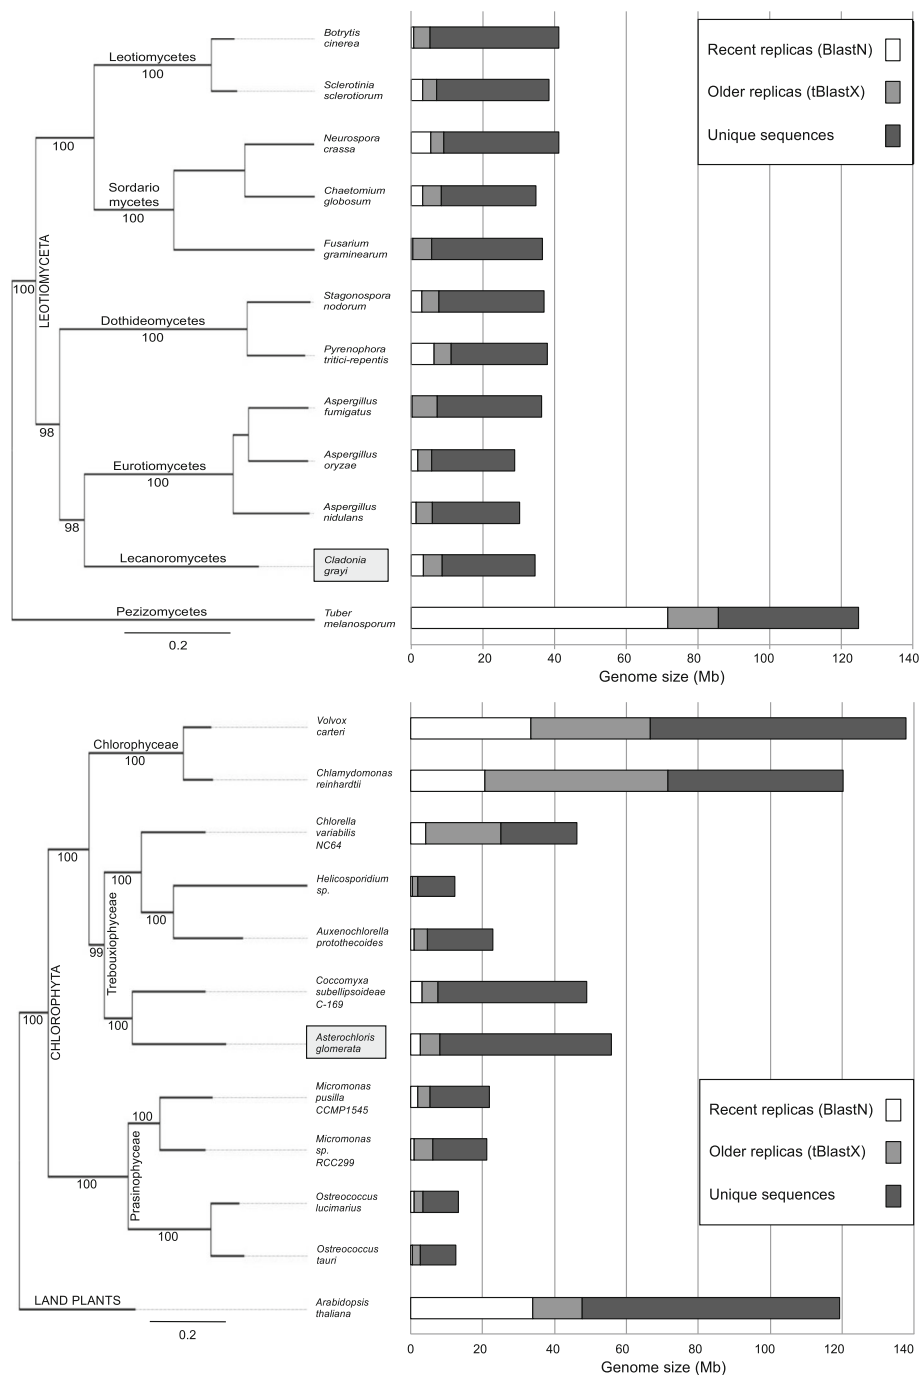 Botrytis
cinerea
Recent replicas (BlastN)
Leotiomycetes
100
Sclerotinia
sclerotiorum
Older replicas (tBlastX)
Unique sequences
Neurospora
crassa
100
Sordario
mycetes
100
Chaetomium
globosum
Fusarium
graminearum
LEOTIOMYCETA
100
Stagonospora
nodorum
Dothideomycetes
100
Pyrenophora
tritici-repentis
Aspergillus
fumigatus
98
Aspergillus
oryzae
Eurotiomycetes
100
Aspergillus
nidulans
98
Lecanoromycetes
Cladonia
grayi
Pezizomycetes
Tuber
melanosporum
0.2
0 20 40 60 80 100 120 140
Genome size (Mb)
Volvox
carteri
Chlorophyceae
100
Chlamydomonas
reinhardtii
Chlorella
variabilis
NC64
100
100
Helicosporidium
sp.
100
Trebouxiophyceae
Auxenochlorella
protothecoides
99
Coccomyxa
subellipsoideae
C-169
CHLOROPHYTA
100
100
Asterochloris
glomerata
Micromonas
pusilla
CCMP1545
100
Recent replicas (BlastN)
Micromonas
sp.
RCC299
Older replicas (tBlastX)
Prasinophyceae
100
Ostreococcus
lucimarius
Unique sequences
100
Ostreococcus
tauri
LAND PLANTS
Arabidopsis
thaliana
0.2
0 20 40 60 80 100 120 140
Genome size (Mb)